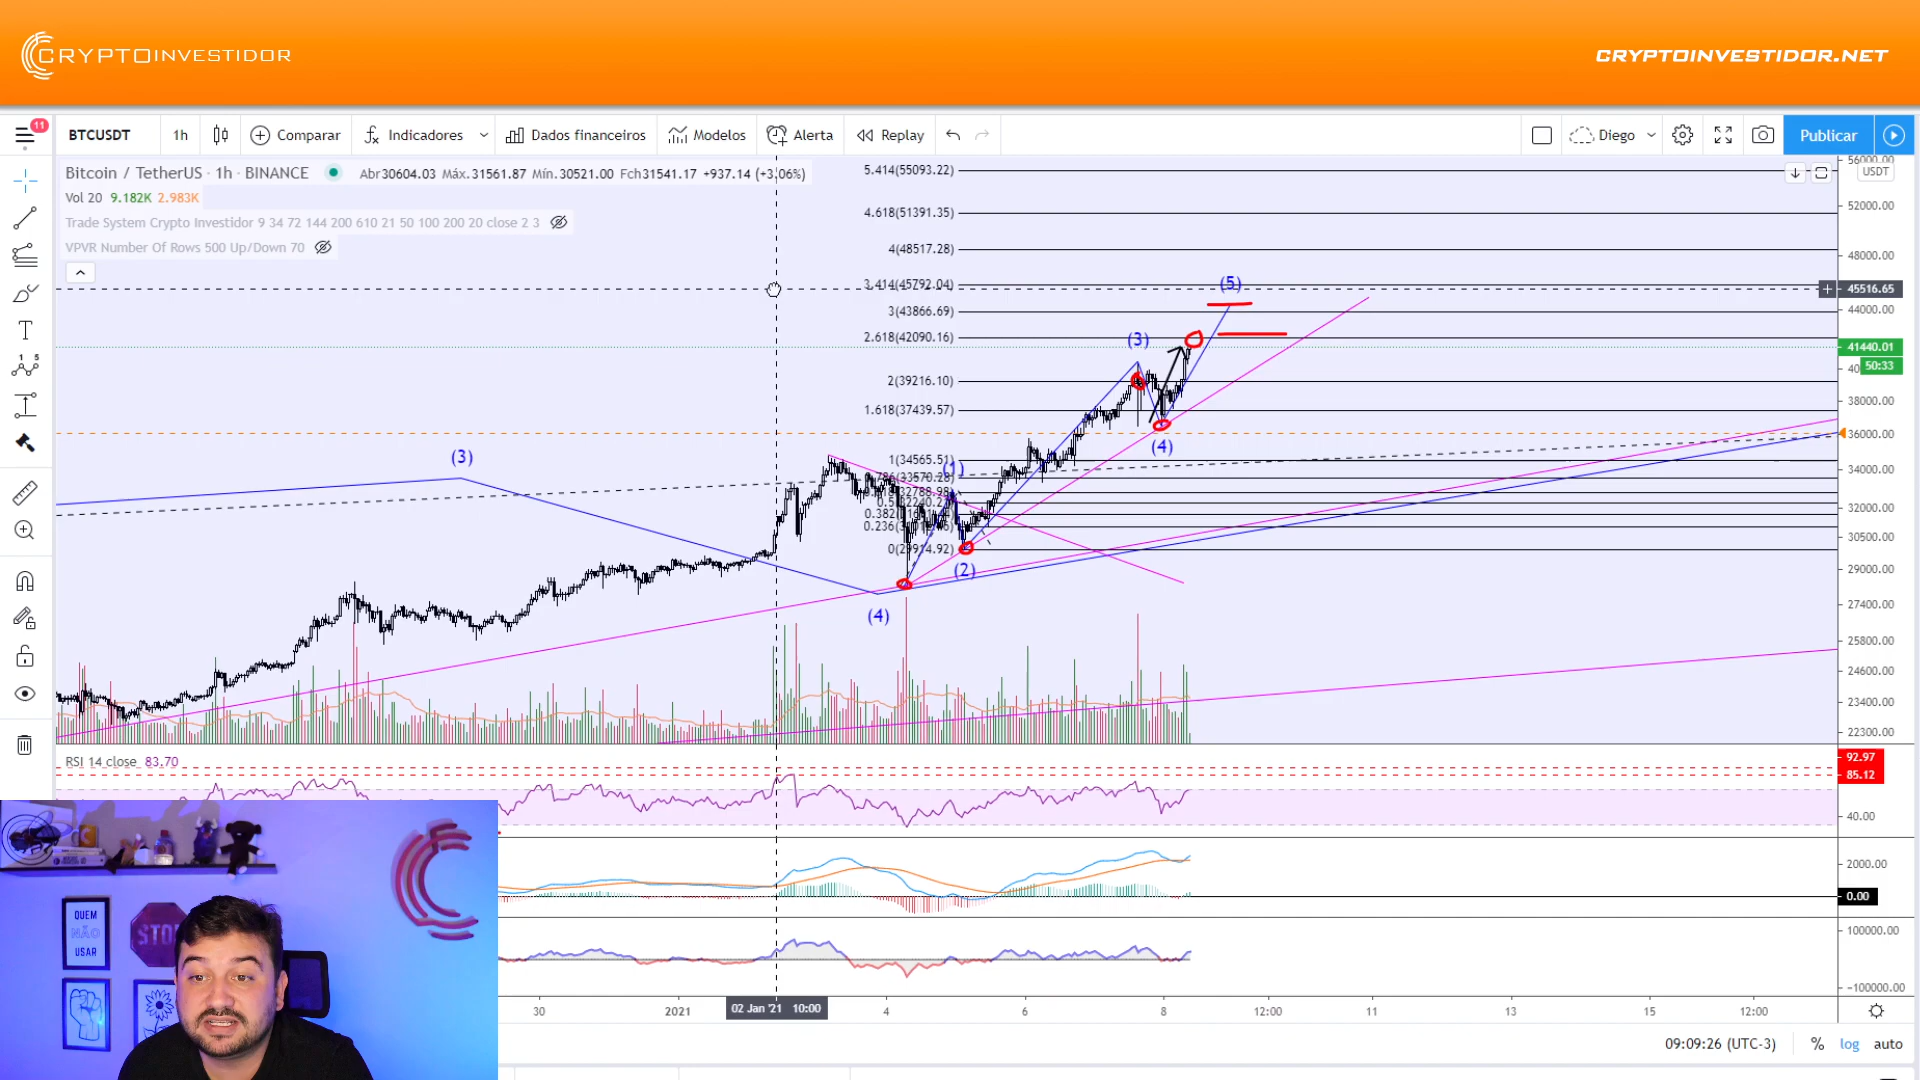 CRYPTOINVESTIDOR
CRYPTOINVESTIDOR.NET
11
BTCUSDT
1h
Comparar
Indicadores
Dados financeiros
Modelos
Alerta
Replay
Diego
Publicar
Bitcoin / TetherUS · 1h · BINANCE
Abr30604.03 Máx.31561.87 Mín.30521.00 Fch31541.17 +937.14 (+3.06%)
Vol 20 9.182K 2.983K
Trade System Crypto Investidor 9 34 72 144 200 610 21 50 100 200 20 close 2 3
VPVR Number Of Rows 500 Up/Down 70
5.414(55093.22)
4.618(51391.35)
4(48517.28)
3.414(45792.04)
3(43866.69)
2.618(42090.16)
2(39216.10)
1.618(37439.57)
1(34565.51)
0.786(33570.28)
0(29914.92)
(3)
(4)
(1)
(2)
(3)
(4)
(5)
56000.00
USDT
52000.00
48000.00
45516.65
44000.00
41440.01
50:33
38000.00
36000.00
34000.00
32000.00
30500.00
29000.00
27400.00
25800.00
24600.00
23400.00
22300.00
RSI 14 close 83.70
92.97
85.12
40.00
2000.00
0.00
100000.00
-100000.00
30
2021
02 Jan '21 10:00
4
6
8
12:00
11
13
15
12:00
09:09:26 (UTC-3)
%
log
auto
QUEM
NÃO
USAR
STOP